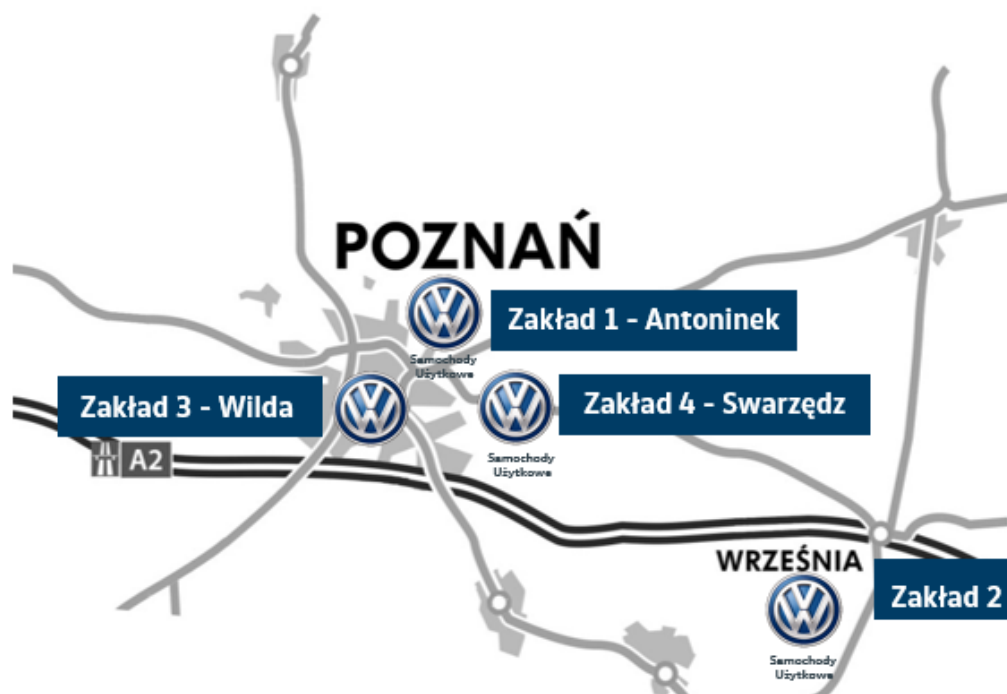 POZNAŃ
Zakład 1 - Antoninek
Samochody
Użytkowe
Zakład 3 - Wilda
Zakład 4 - Swarzędz
Samochody
Użytkowe
A2
WRZEŚNIA
Zakład 2
Samochody
Użytkowe